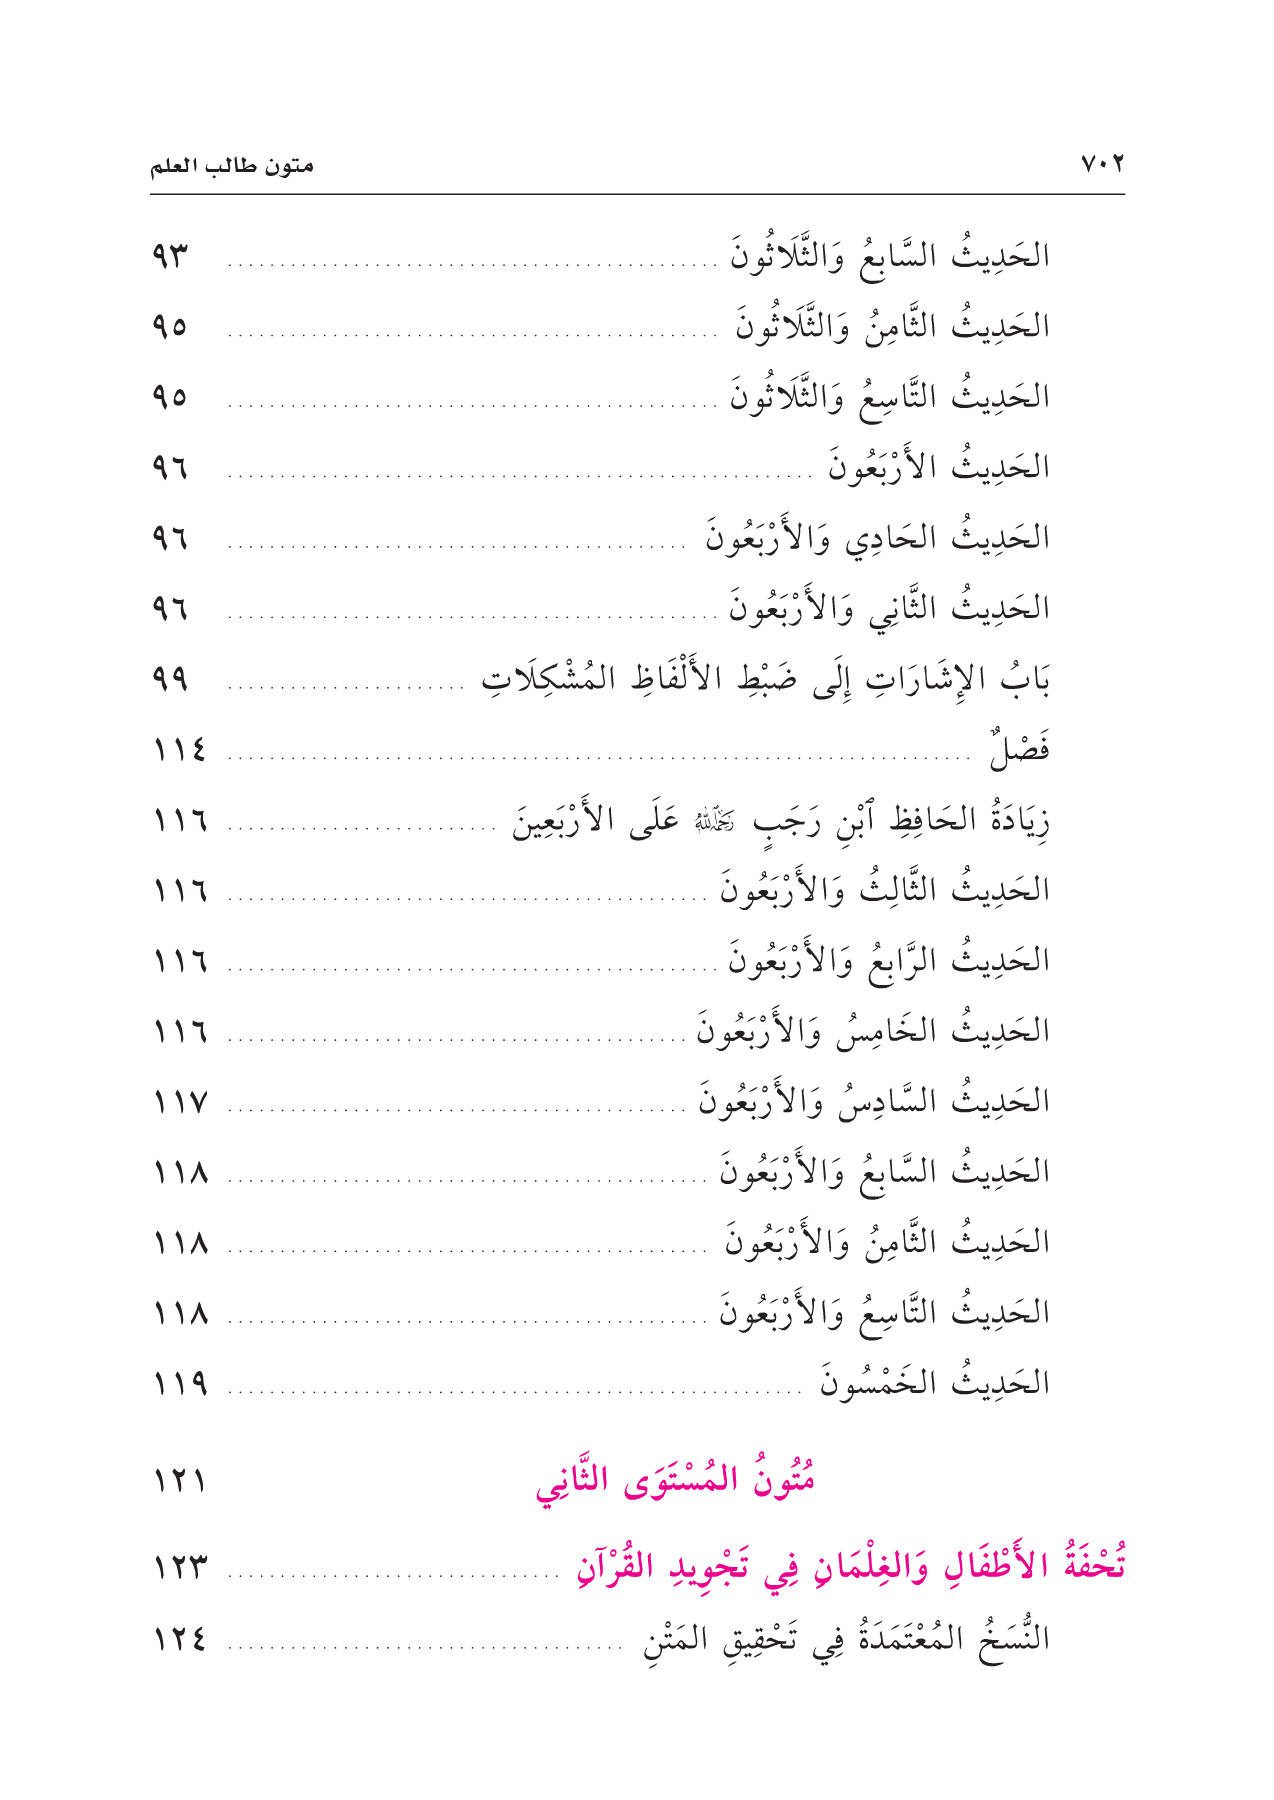 ٧٠٢ متون طالب العلم
الحَدِيثُ السَّابِعُ وَالثَّلَاثُونَ ................ ٩٣
الحَدِيثُ الثَّامِنُ وَالثَّلَاثُونَ ................ ٩٥
الحَدِيثُ التَّاسِعُ وَالثَّلَاثُونَ ................ ٩٥
الحَدِيثُ الأَرْبَعُونَ ................ ٩٦
الحَدِيثُ الحَادِي وَالأَرْبَعُونَ ................ ٩٦
الحَدِيثُ الثَّانِي وَالأَرْبَعُونَ ................ ٩٦
بَابُ الإِشَارَاتِ إِلَى ضَبْطِ الأَلْفَاظِ المُشْكِلَاتِ ................ ٩٩
فَصْلٌ ................ ١١٤
زِيَادَةُ الحَافِظِ ٱبْنِ رَجَبٍ رَحِمَهُ اللَّهُ عَلَى الأَرْبَعِينَ ................ ١١٦
الحَدِيثُ الثَّالِثُ وَالأَرْبَعُونَ ................ ١١٦
الحَدِيثُ الرَّابِعُ وَالأَرْبَعُونَ ................ ١١٦
الحَدِيثُ الخَامِسُ وَالأَرْبَعُونَ ................ ١١٦
الحَدِيثُ السَّادِسُ وَالأَرْبَعُونَ ................ ١١٧
الحَدِيثُ السَّابِعُ وَالأَرْبَعُونَ ................ ١١٨
الحَدِيثُ الثَّامِنُ وَالأَرْبَعُونَ ................ ١١٨
الحَدِيثُ التَّاسِعُ وَالأَرْبَعُونَ ................ ١١٨
الحَدِيثُ الخَمْسُونَ ................ ١١٩
مُتُونُ المُسْتَوَى الثَّانِي ١٢١
تُحْفَةُ الأَطْفَالِ وَالغِلْمَانِ فِي تَجْوِيدِ القُرْآنِ ................ ١٢٣
النُّسَخُ المُعْتَمَدَةُ فِي تَحْقِيقِ المَتْنِ ................ ١٢٤